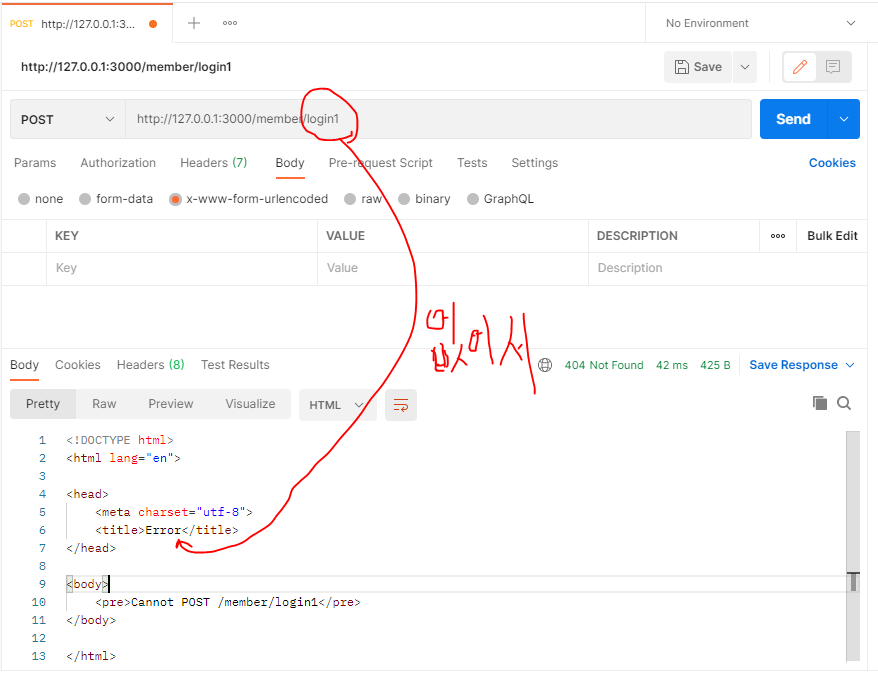 POST http://127.0.0.1:3... No Environment
http://127.0.0.1:3000/member/login1 Save
POST http://127.0.0.1:3000/member/login1 Send
Params Authorization Headers (7) Body Pre-request Script Tests Settings Cookies
none form-data x-www-form-urlencoded raw binary GraphQL
KEY VALUE DESCRIPTION Bulk Edit
Key Value Description
Body Cookies Headers (8) Test Results 404 Not Found 42 ms 425 B Save Response
Pretty Raw Preview Visualize HTML
1 <!DOCTYPE html>
2 <html lang="en">
3
4 <head>
5 <meta charset="utf-8">
6 <title>Error</title>
7 </head>
8
9 <body>
10 <pre>Cannot POST /member/login1</pre>
11 </body>
12
13 </html>